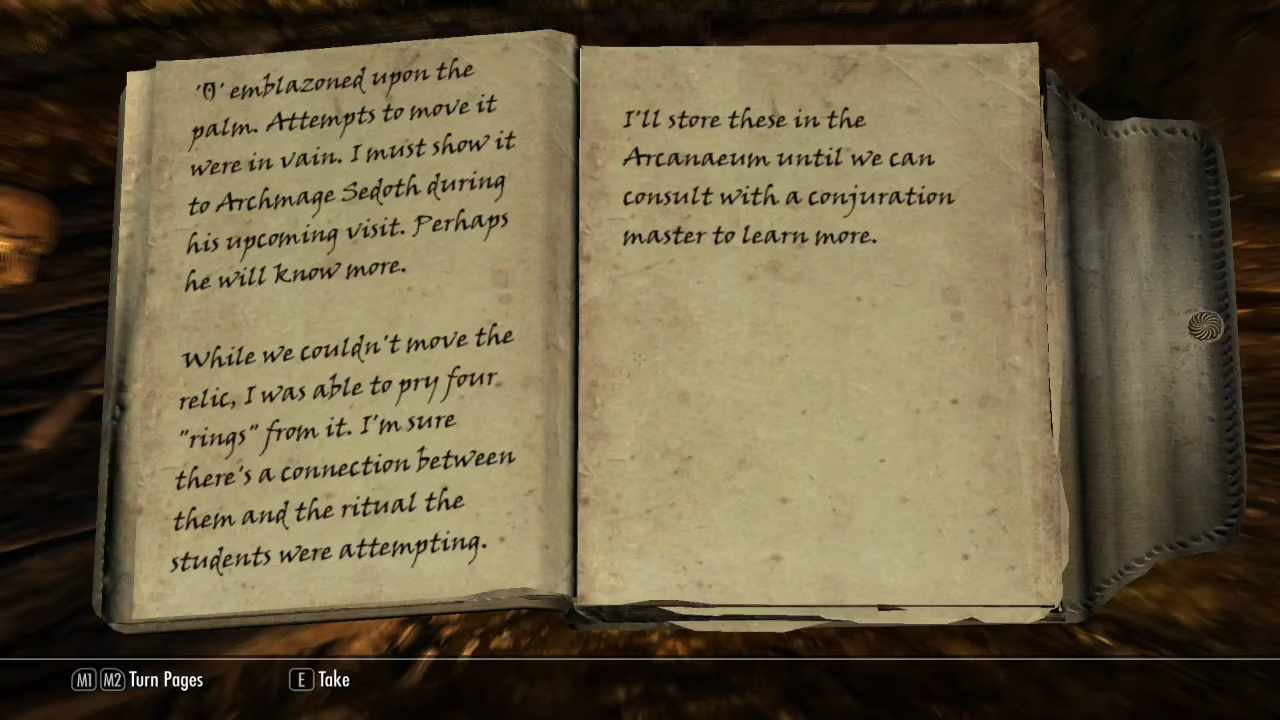 'O' emblazoned upon the
palm. Attempts to move it
were in vain. I must show it
to Archmage Sedoth during
his upcoming visit. Perhaps
he will know more.
While we couldn't move the
relic, I was able to pry four
"rings" from it. I'm sure
there's a connection between
them and the ritual the
students were attempting.
I'll store these in the
Arcanaeum until we can
consult with a conjuration
master to learn more.
M1 M2 Turn Pages
E Take